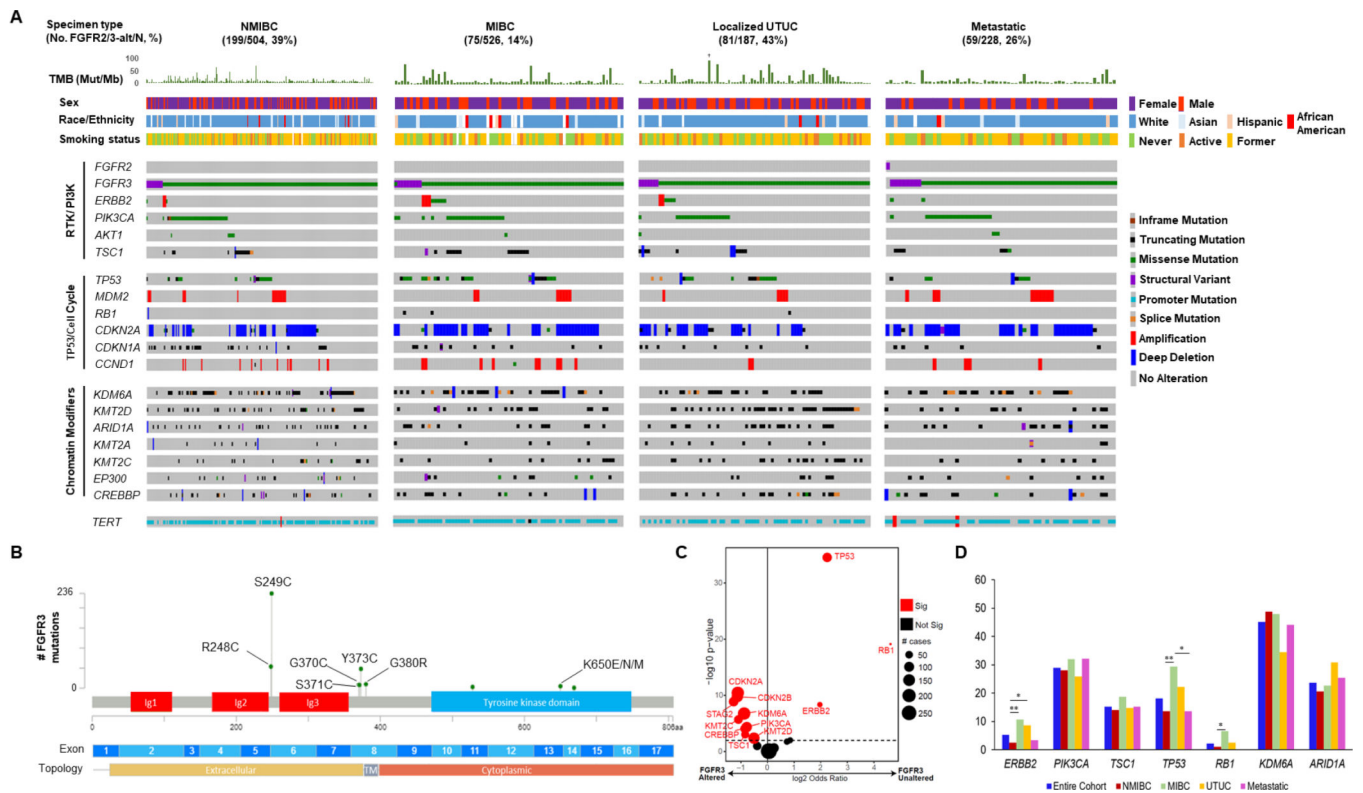 A
Specimen type
(No. FGFR2/3-alt/N, %)
NMIBC
(199/504, 39%)
MIBC
(75/526, 14%)
Localized UTUC
(81/187, 43%)
Metastatic
(59/228, 26%)
TMB (Mut/Mb)
100
50
0
Sex
Race/Ethnicity
Smoking status
Female Male
White Asian Hispanic African American
Never Active Former
RTK/ PI3K
FGFR2
FGFR3
ERBB2
PIK3CA
AKT1
TSC1
TP53/Cell Cycle
TP53
MDM2
RB1
CDKN2A
CDKN1A
CCND1
Chromatin Modifiers
KDM6A
KMT2D
ARID1A
KMT2A
KMT2C
EP300
CREBBP
TERT
Inframe Mutation
Truncating Mutation
Missense Mutation
Structural Variant
Promoter Mutation
Splice Mutation
Amplification
Deep Deletion
No Alteration
B
# FGFR3
mutations
236
0
S249C
R248C
G370C
S371C
Y373C
G380R
K650E/N/M
Ig1 Ig2 Ig3 Tyrosine kinase domain
0 200 400 600 800aa
Exon 1 2 3 4 5 6 7 8 9 10 11 12 13 14 15 16 17
Topology Extracellular TM Cytoplasmic
C
−log10 p-value
30
20
10
0
TP53
RB1
CDKN2A
CDKN2B
ERBB2
STAG2
KDM6A
KMT2C
PIK3CA
CREBBP
KMT2D
TSC1
-2 0 2 4
FGFR3
Altered
log2 Odds Ratio
FGFR3
Unaltered
Sig
Not Sig
# cases
50
100
150
200
250
D
60
50
40
30
20
10
0
** *
** *
*
ERBB2 PIK3CA TSC1 TP53 RB1 KDM6A ARID1A
Entire Cohort NMIBC MIBC UTUC Metastatic